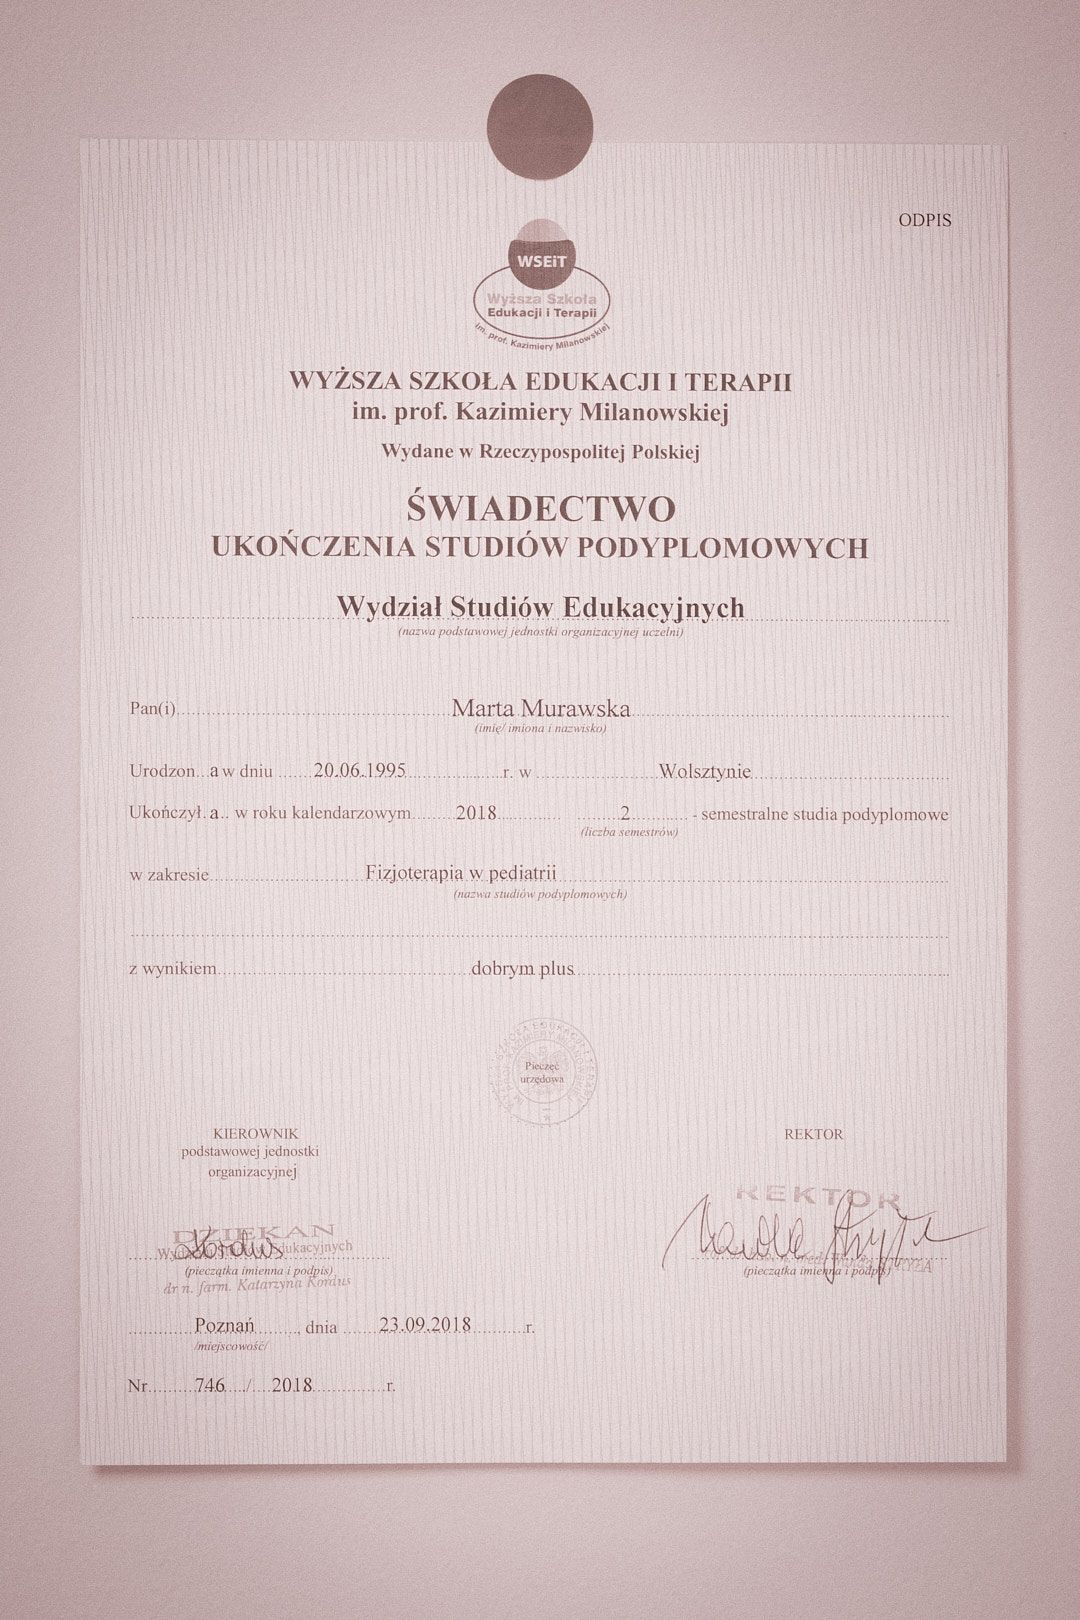 ODPIS
WSEiT
Wyższa Szkoła
Edukacji i Terapii
im. prof. Kazimiery Milanowskiej
WYŻSZA SZKOŁA EDUKACJI I TERAPII
im. prof. Kazimiery Milanowskiej
Wydane w Rzeczypospolitej Polskiej
ŚWIADECTWO
UKOŃCZENIA STUDIÓW PODYPLOMOWYCH
Wydział Studiów Edukacyjnych
(nazwa podstawowej jednostki organizacyjnej uczelni)
Pan(i) Marta Murawska
(imię/ imiona i nazwisko)
Urodzon a w dniu 20.06.1995 r. w Wolsztynie
Ukończył.a.. w roku kalendarzowym 2018 2 - semestralne studia podyplomowe
(liczba semestrów)
w zakresie Fizjoterapia w pediatrii
(nazwa studiów podyplomowych)
z wynikiem dobrym plus
Pieczęć
urzędowa
KIEROWNIK
podstawowej jednostki
organizacyjnej
REKTOR
REKTOR
DZIEKAN
Wydziału Studiów Edukacyjnych
(pieczątka imienna i podpis)
dr n. farm. Katarzyna Kordus
(pieczątka imienna i podpis)
Poznań, dnia 23.09.2018 r.
/miejscowość/
Nr 746 / 2018 r.